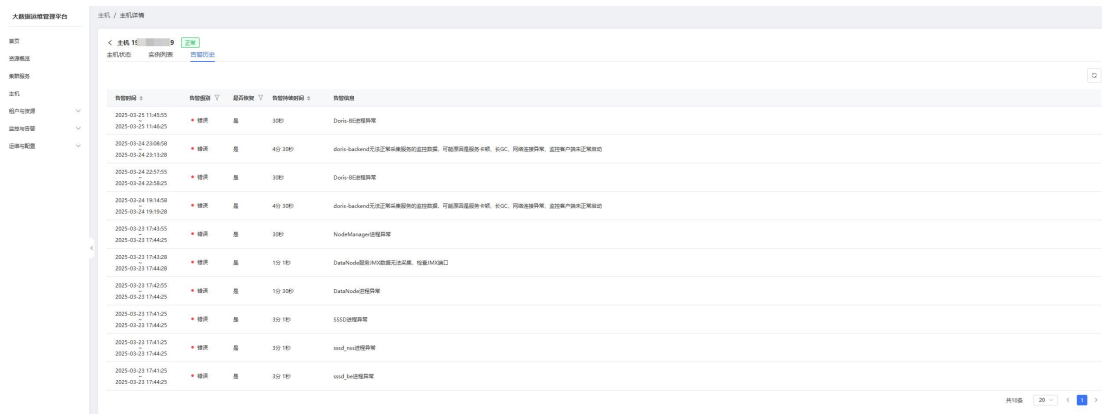 大数据运维管理平台
主机 / 主机详情
首页
资源概览
集群服务
主机
租户与资源
监控与告警
运维与配置
< 主机 19 9 正常
主机状态 实例列表 告警历史
告警时间 告警级别 是否恢复 告警持续时间 告警信息
2025-03-25 11:45:55
~
2025-03-25 11:46:25
错误 是 30秒 Doris-BE进程异常
2025-03-24 23:08:58
~
2025-03-24 23:13:28
错误 是 4分 30秒 doris-backend无法正常采集服务的监控数据，可能原因是服务卡顿、长GC、网络连接异常、监控客户端未正常启动
2025-03-24 22:57:55
~
2025-03-24 22:58:25
错误 是 30秒 Doris-BE进程异常
2025-03-24 19:14:58
~
2025-03-24 19:19:28
错误 是 4分 30秒 doris-backend无法正常采集服务的监控数据，可能原因是服务卡顿、长GC、网络连接异常、监控客户端未正常启动
2025-03-23 17:43:55
~
2025-03-23 17:44:25
错误 是 30秒 NodeManager进程异常
2025-03-23 17:43:28
~
2025-03-23 17:44:28
错误 是 1分 1秒 DataNode服务JMX数据无法采集，检查JMX端口
2025-03-23 17:42:55
~
2025-03-23 17:44:25
错误 是 1分 30秒 DataNode进程异常
2025-03-23 17:41:25
~
2025-03-23 17:44:25
错误 是 3分 1秒 SSSD进程异常
2025-03-23 17:41:25
~
2025-03-23 17:44:25
错误 是 3分 1秒 sssd_nss进程异常
2025-03-23 17:41:25
~
2025-03-23 17:44:25
错误 是 3分 1秒 sssd_be进程异常
共10条 20 < 1 >